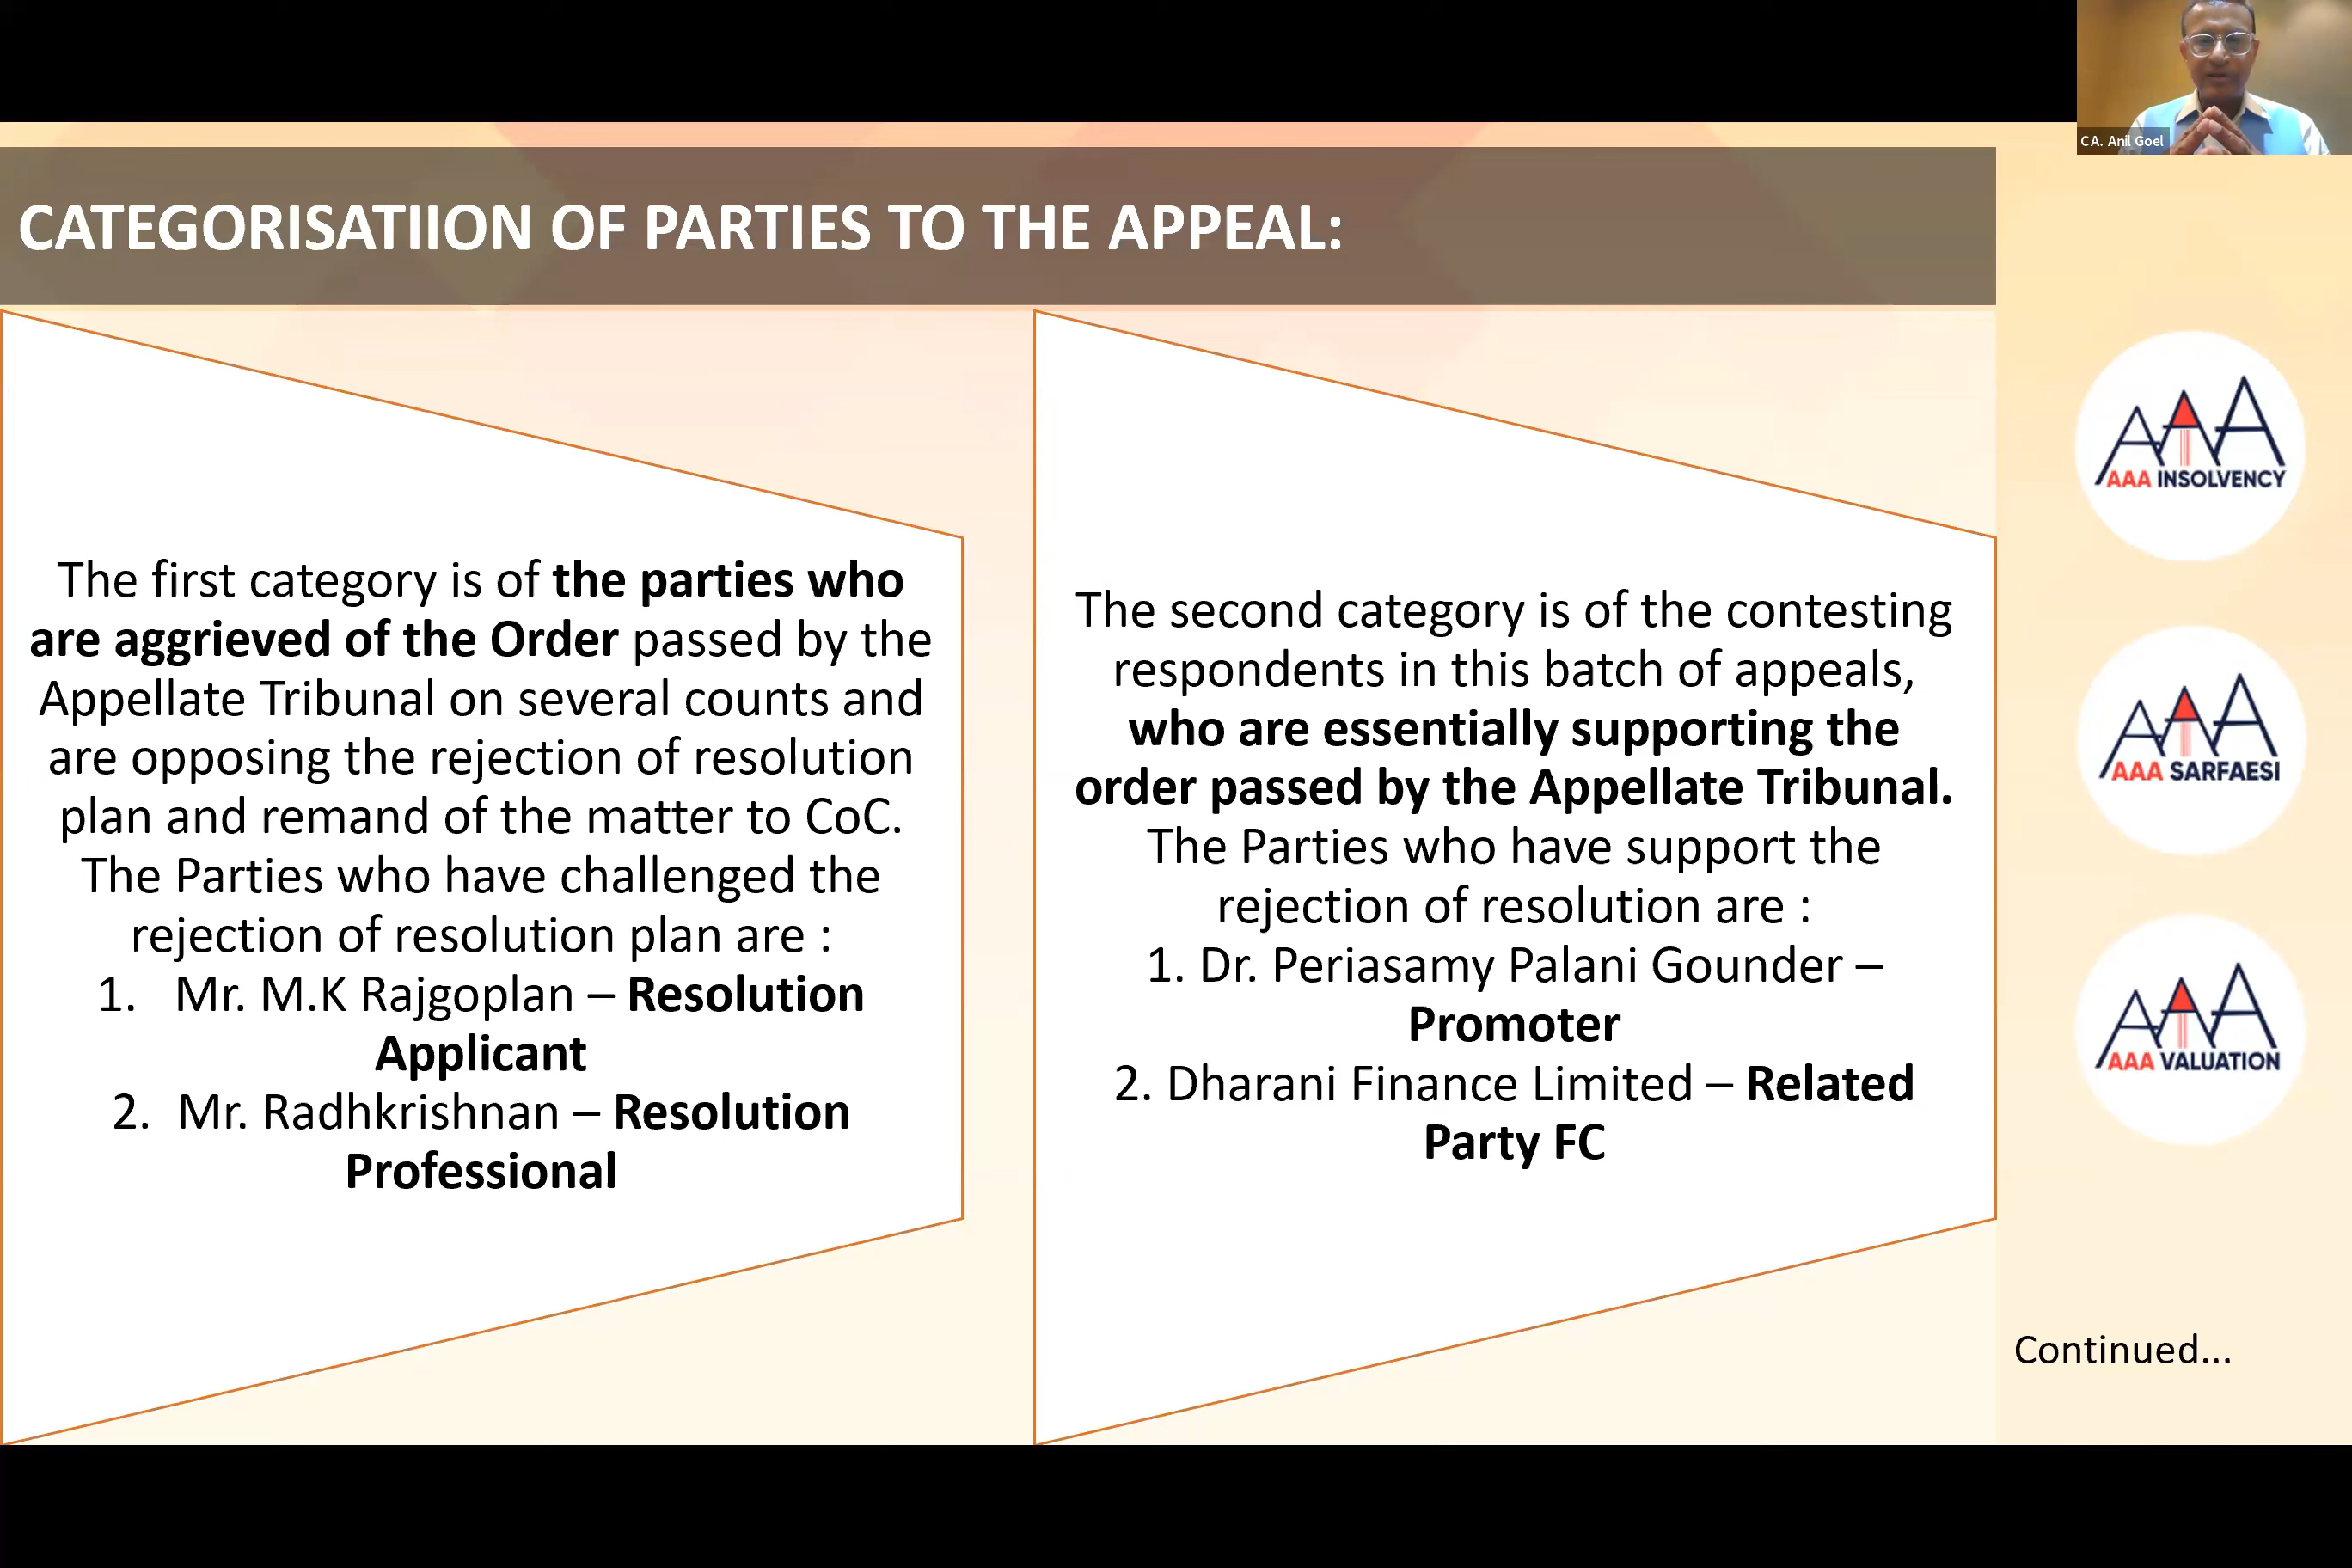 CA. Anil Goel
CATEGORISATIION OF PARTIES TO THE APPEAL:
The first category is of the parties who
are aggrieved of the Order passed by the
Appellate Tribunal on several counts and
are opposing the rejection of resolution
plan and remand of the matter to CoC.
The Parties who have challenged the
rejection of resolution plan are :
1. Mr. M.K Rajgoplan – Resolution
Applicant
2. Mr. Radhkrishnan – Resolution
Professional
The second category is of the contesting
respondents in this batch of appeals,
who are essentially supporting the
order passed by the Appellate Tribunal.
The Parties who have support the
rejection of resolution are :
1. Dr. Periasamy Palani Gounder –
Promoter
2. Dharani Finance Limited – Related
Party FC
AAA
AAA INSOLVENCY
AAA
AAA SARFAESI
AAA
AAA VALUATION
Continued...